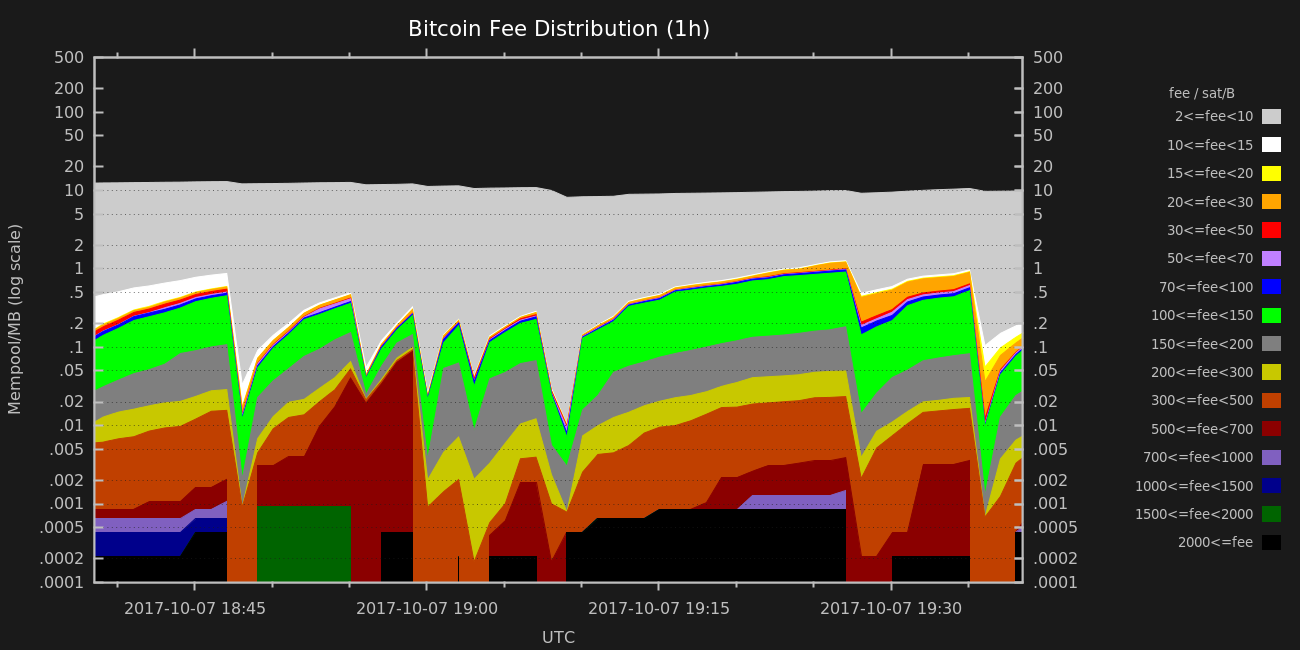 Bitcoin Fee Distribution (1h)
500 500
200 200
100 100
50 50
20 20
10 10
5 5
2 2
1 1
.5 .5
.2 .2
.1 .1
.05 .05
.02 .02
.01 .01
.005 .005
.002 .002
.001 .001
.0005 .0005
.0002 .0002
.0001 .0001
Mempool/MB (log scale)
2017-10-07 18:45 2017-10-07 19:00 2017-10-07 19:15 2017-10-07 19:30
UTC
fee / sat/B
2<=fee<10
10<=fee<15
15<=fee<20
20<=fee<30
30<=fee<50
50<=fee<70
70<=fee<100
100<=fee<150
150<=fee<200
200<=fee<300
300<=fee<500
500<=fee<700
700<=fee<1000
1000<=fee<1500
1500<=fee<2000
2000<=fee